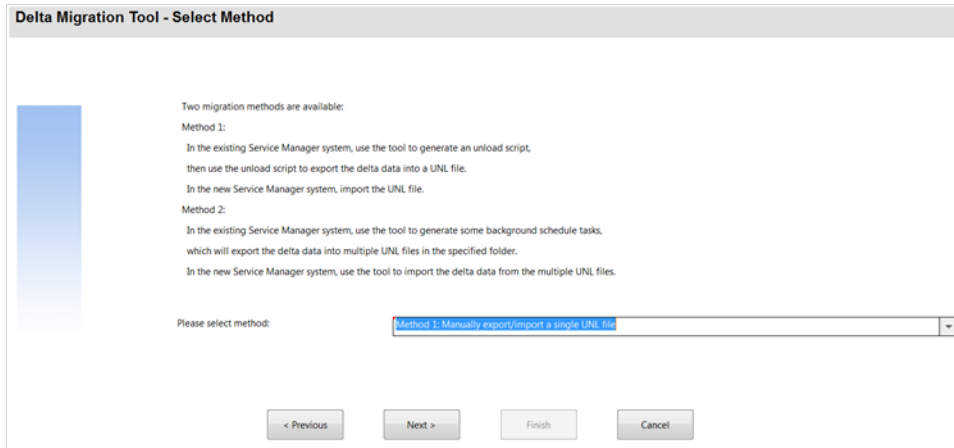 Delta Migration Tool - Select Method
Two migration methods are available:
Method 1:
In the existing Service Manager system, use the tool to generate an unload script,
then use the unload script to export the delta data into a UNL file.
In the new Service Manager system, import the UNL file.
Method 2:
In the existing Service Manager system, use the tool to generate some background schedule tasks,
which will export the delta data into multiple UNL files in the specified folder.
In the new Service Manager system, use the tool to import the delta data from the multiple UNL files.
Please select method: Method 1: Manually export/import a single UNL file
< Previous Next > Finish Cancel